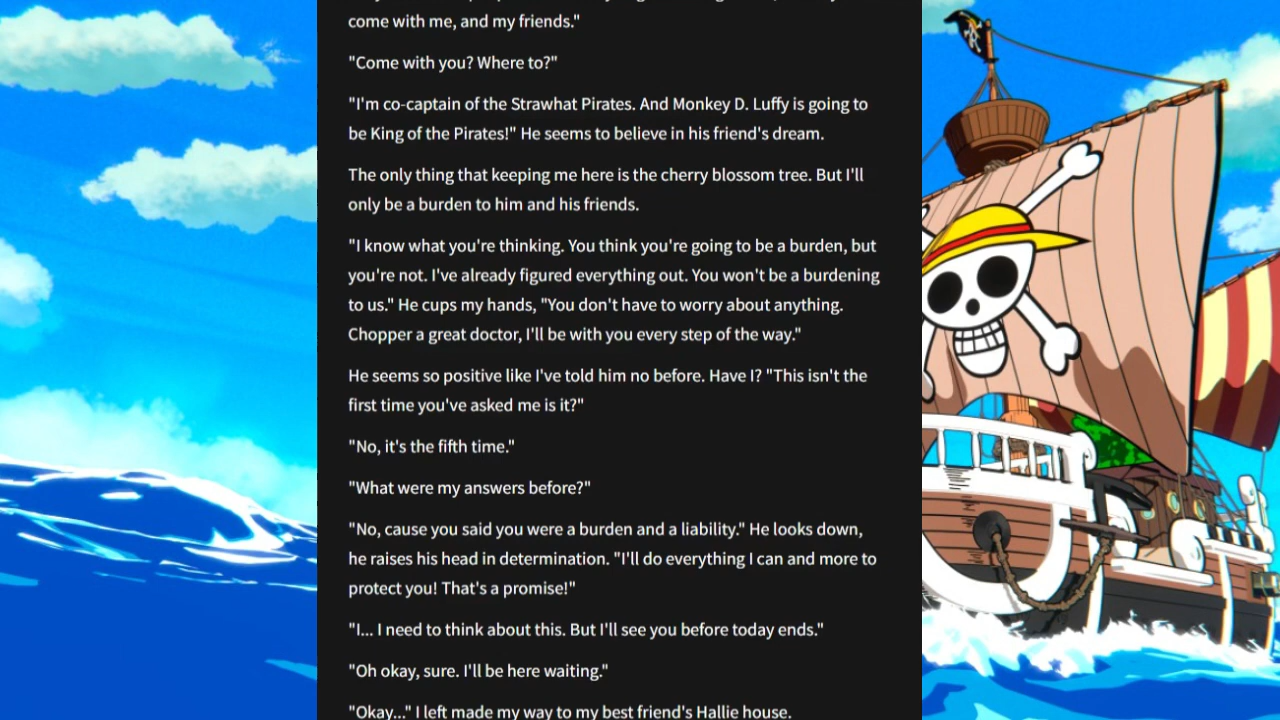 come with me, and my friends."
"Come with you? Where to?"
"I'm co-captain of the Strawhat Pirates. And Monkey D. Luffy is going to
be King of the Pirates!" He seems to believe in his friend's dream.
The only thing that keeping me here is the cherry blossom tree. But I'll
only be a burden to him and his friends.
"I know what you're thinking. You think you're going to be a burden, but
you're not. I've already figured everything out. You won't be a burdening
to us." He cups my hands, "You don't have to worry about anything.
Chopper a great doctor, I'll be with you every step of the way."
He seems so positive like I've told him no before. Have I? "This isn't the
first time you've asked me is it?"
"No, it's the fifth time."
"What were my answers before?"
"No, cause you said you were a burden and a liability." He looks down,
he raises his head in determination. "I'll do everything I can and more to
protect you! That's a promise!"
"I... I need to think about this. But I'll see you before today ends."
"Oh okay, sure. I'll be here waiting."
"Okay..." I left made my way to my best friend's Hallie house.